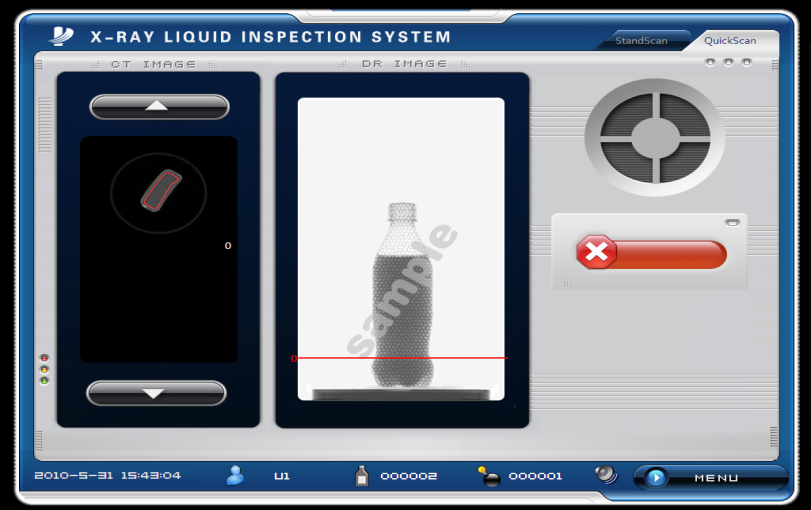 X-RAY LIQUID INSPECTION SYSTEM
StandScan
QuickScan
CT IMAGE
DR IMAGE
0
sample
0
2010-5-31 15:43:04
U1
000002
000001
MENU